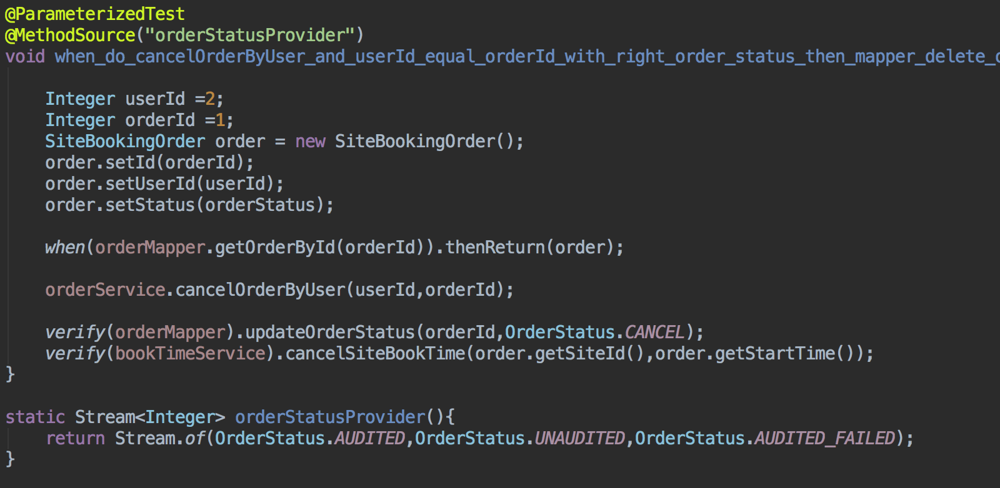 @ParameterizedTest
@MethodSource("orderStatusProvider")
void when_do_cancelOrderByUser_and_userId_equal_orderId_with_right_order_status_then_mapper_delete_
Integer userId =2;
Integer orderId =1;
SiteBookingOrder order = new SiteBookingOrder();
order.setId(orderId);
order.setUserId(userId);
order.setStatus(orderStatus);
when(orderMapper.getOrderById(orderId)).thenReturn(order);
orderService.cancelOrderByUser(userId,orderId);
verify(orderMapper).updateOrderStatus(orderId,OrderStatus.CANCEL);
verify(bookTimeService).cancelSiteBookTime(order.getSiteId(),order.getStartTime());
}
static Stream<Integer> orderStatusProvider(){
return Stream.of(OrderStatus.AUDITED,OrderStatus.UNAUDITED,OrderStatus.AUDITED_FAILED);
}